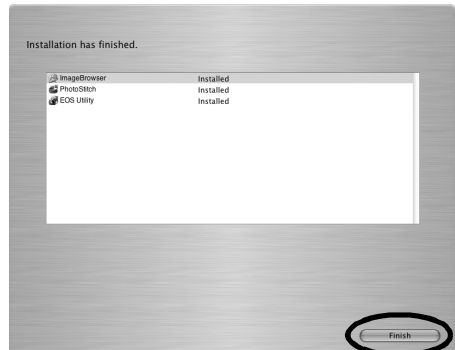 Installation has finished.
ImageBrowser Installed
PhotoStitch Installed
EOS Utility Installed
Finish